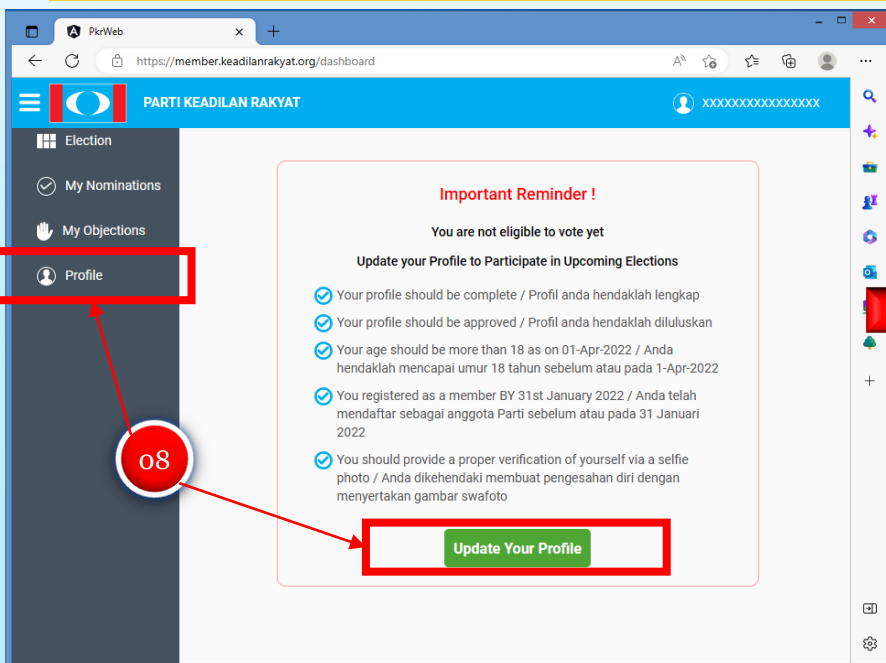 PkrWeb
https://member.keadilanrakyat.org/dashboard
PARTI KEADILAN RAKYAT
XXXXXXXXXXXXXXXX
Election
My Nominations
My Objections
Profile
Important Reminder !
You are not eligible to vote yet
Update your Profile to Participate in Upcoming Elections
Your profile should be complete / Profil anda hendaklah lengkap
Your profile should be approved / Profil anda hendaklah diluluskan
Your age should be more than 18 as on 01-Apr-2022 / Anda
hendaklah mencapai umur 18 tahun sebelum atau pada 1-Apr-2022
You registered as a member BY 31st January 2022 / Anda telah
mendaftar sebagai anggota Parti sebelum atau pada 31 Januari
2022
You should provide a proper verification of yourself via a selfie
photo / Anda dikehendaki membuat pengesahan diri dengan
menyertakan gambar swafoto
08
Update Your Profile